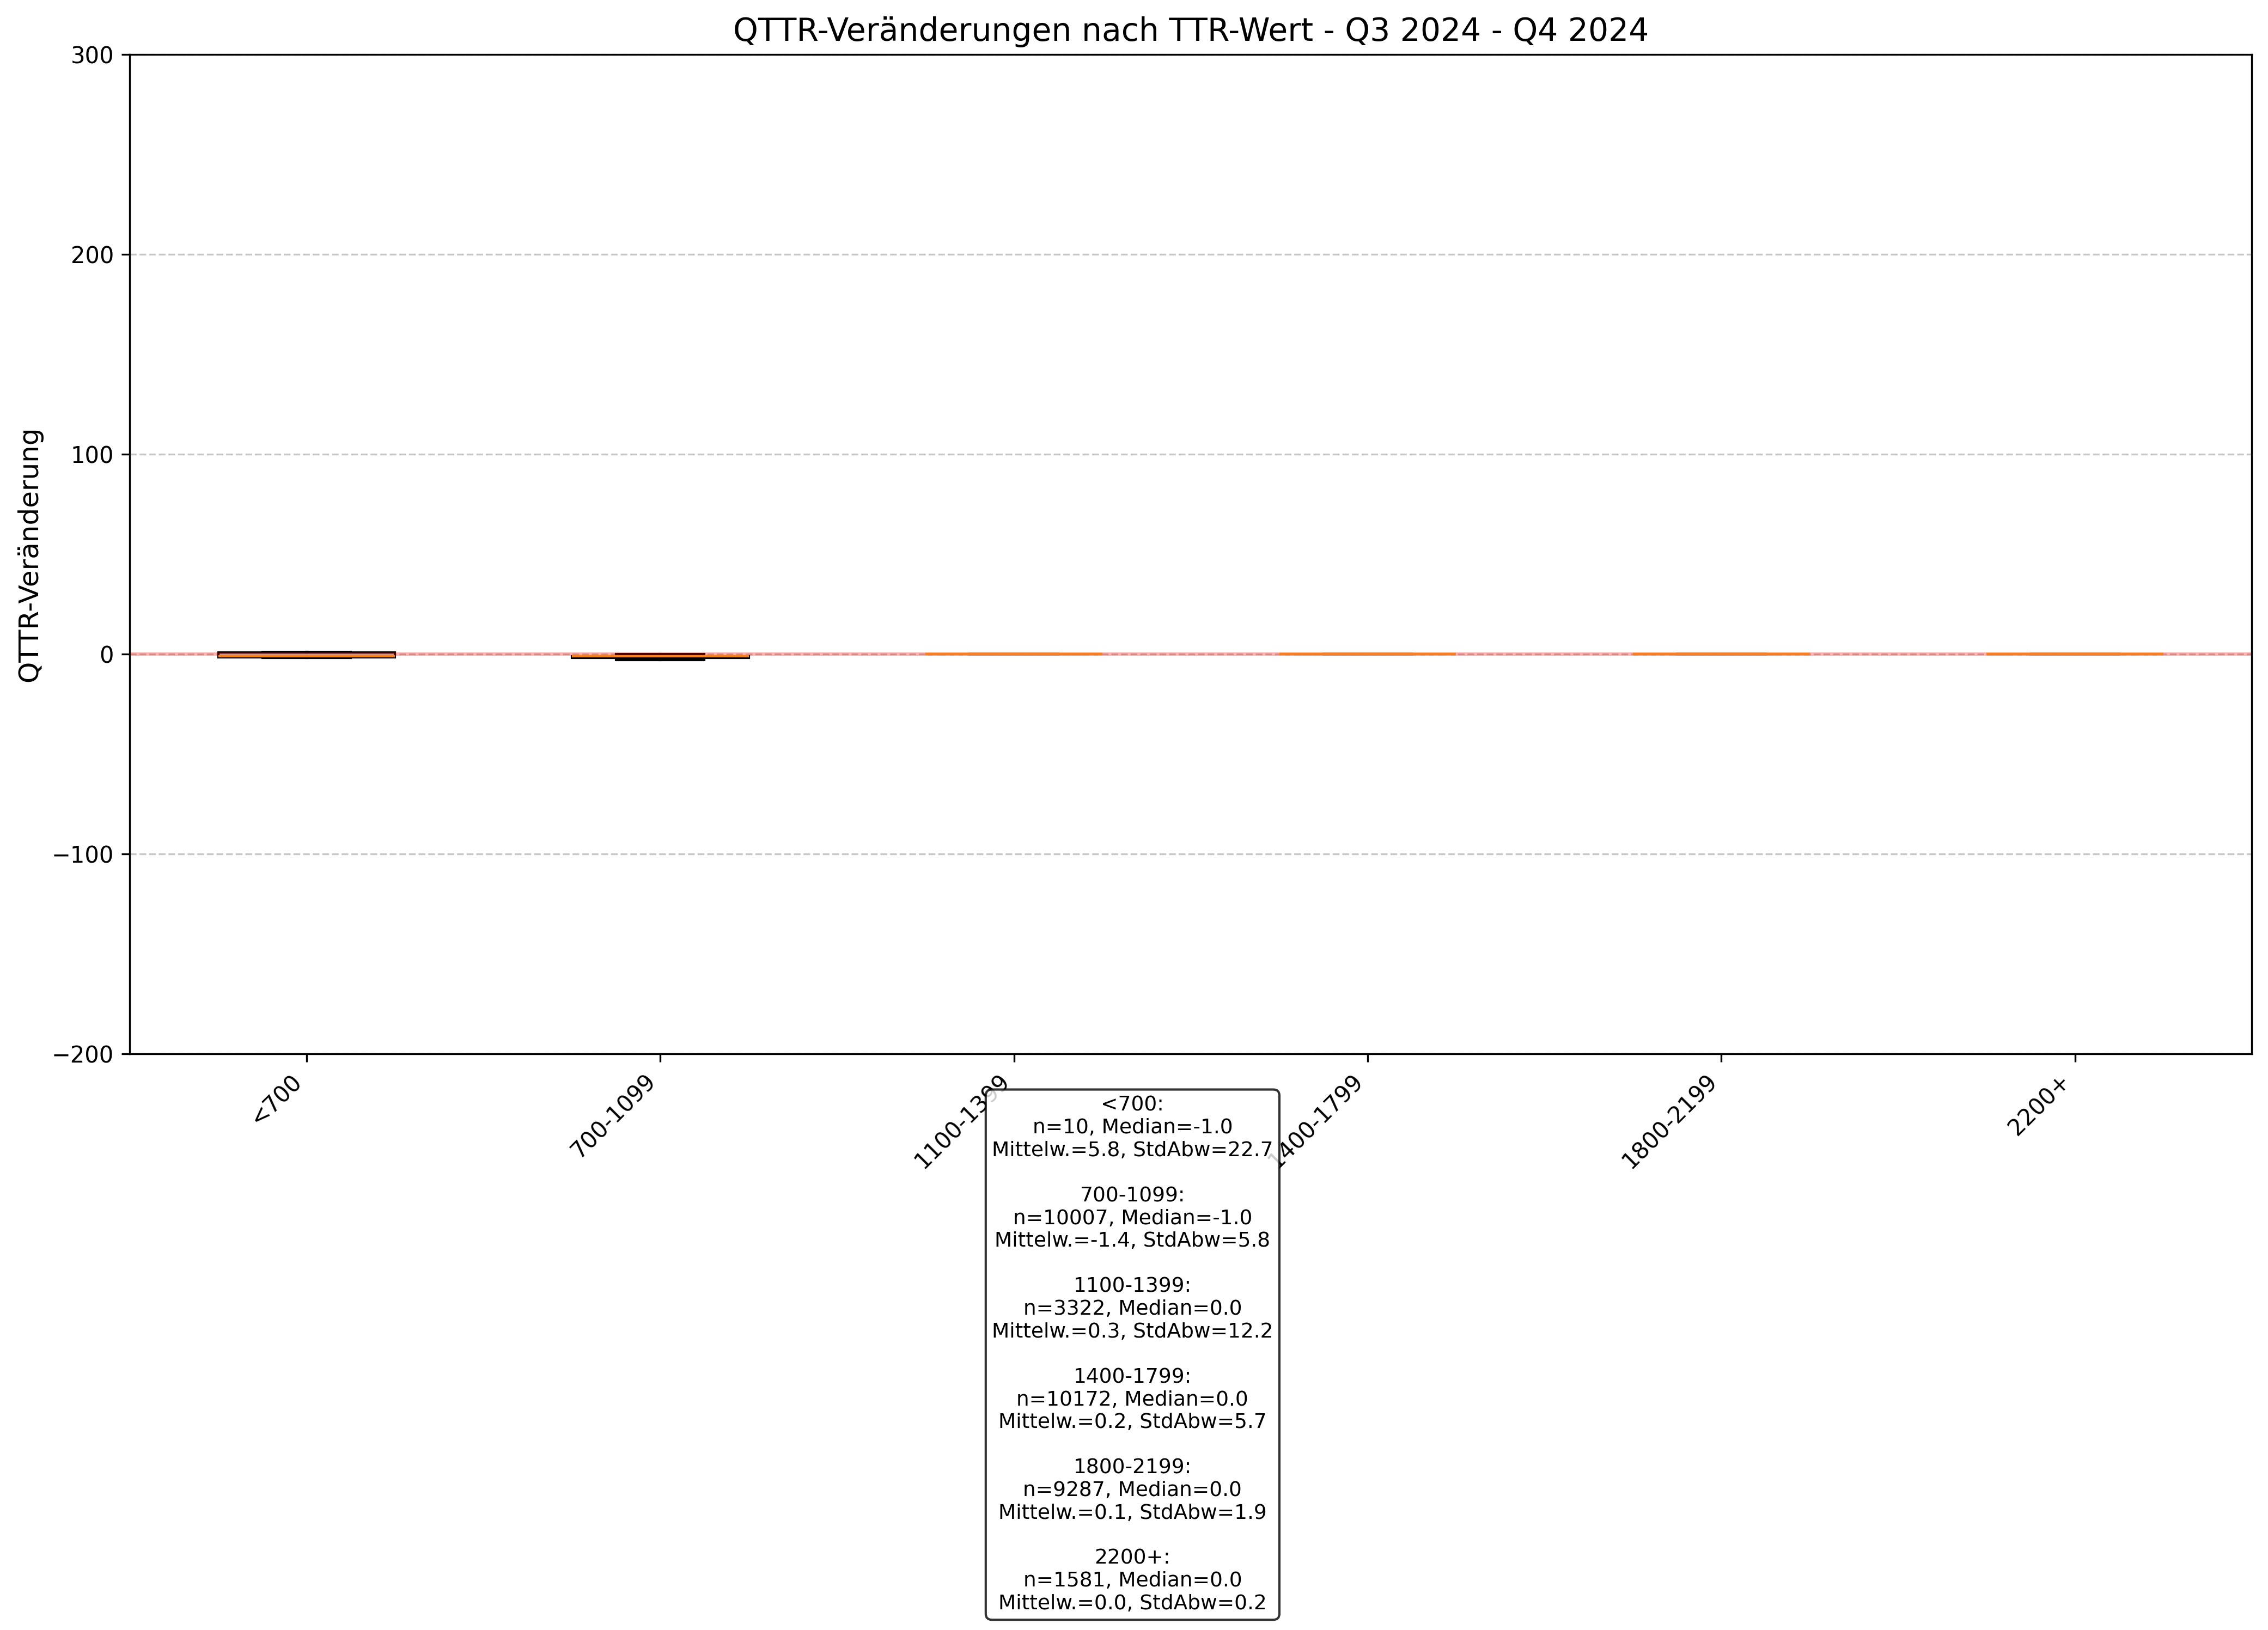 QTTR-Veränderungen nach TTR-Wert - Q3 2024 - Q4 2024
QTTR-Veränderung
300
200
100
0
−100
−200
<700
700-1099
1100-1399
1400-1799
1800-2199
2200+
<700:
n=10, Median=-1.0
Mittelw.=5.8, StdAbw=22.7
700-1099:
n=10007, Median=-1.0
Mittelw.=-1.4, StdAbw=5.8
1100-1399:
n=3322, Median=0.0
Mittelw.=0.3, StdAbw=12.2
1400-1799:
n=10172, Median=0.0
Mittelw.=0.2, StdAbw=5.7
1800-2199:
n=9287, Median=0.0
Mittelw.=0.1, StdAbw=1.9
2200+:
n=1581, Median=0.0
Mittelw.=0.0, StdAbw=0.2